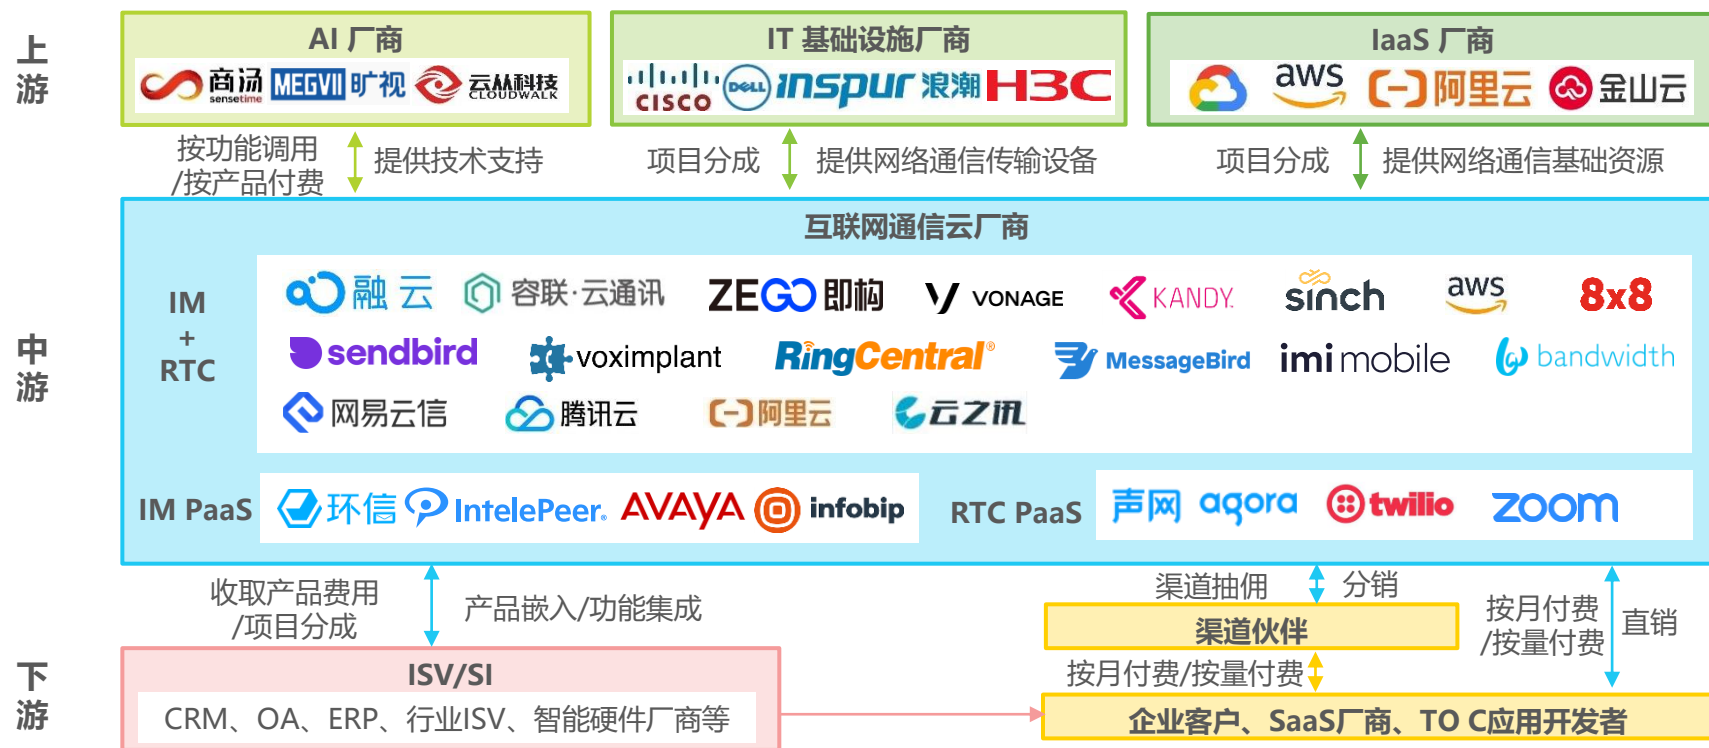 上游
AI 厂商
商汤 sensetime MEGVII 旷视 云从科技 CLOUDWALK
IT 基础设施厂商
CISCO DELL inspur 浪潮 H3C
IaaS 厂商
aws 阿里云 金山云
按功能调用
/按产品付费
提供技术支持
项目分成
提供网络通信传输设备
项目分成
提供网络通信基础资源
中游
互联网通信云厂商
IM
+
RTC
融云 容联·云通讯 ZEGO 即构 VONAGE KANDY. sinch aws 8x8
sendbird voximplant RingCentral® MessageBird imimobile bandwidth
网易云信 腾讯云 阿里云 云之讯
IM PaaS
环信 IntelePeer. AVAYA infobip
RTC PaaS
声网 agora twilio zoom
收取产品费用
/项目分成
产品嵌入/功能集成
渠道抽佣
分销
渠道伙伴
按月付费/按量付费
按月付费
/按量付费
直销
下游
ISV/SI
CRM、OA、ERP、行业ISV、智能硬件厂商等
企业客户、SaaS厂商、TO C应用开发者